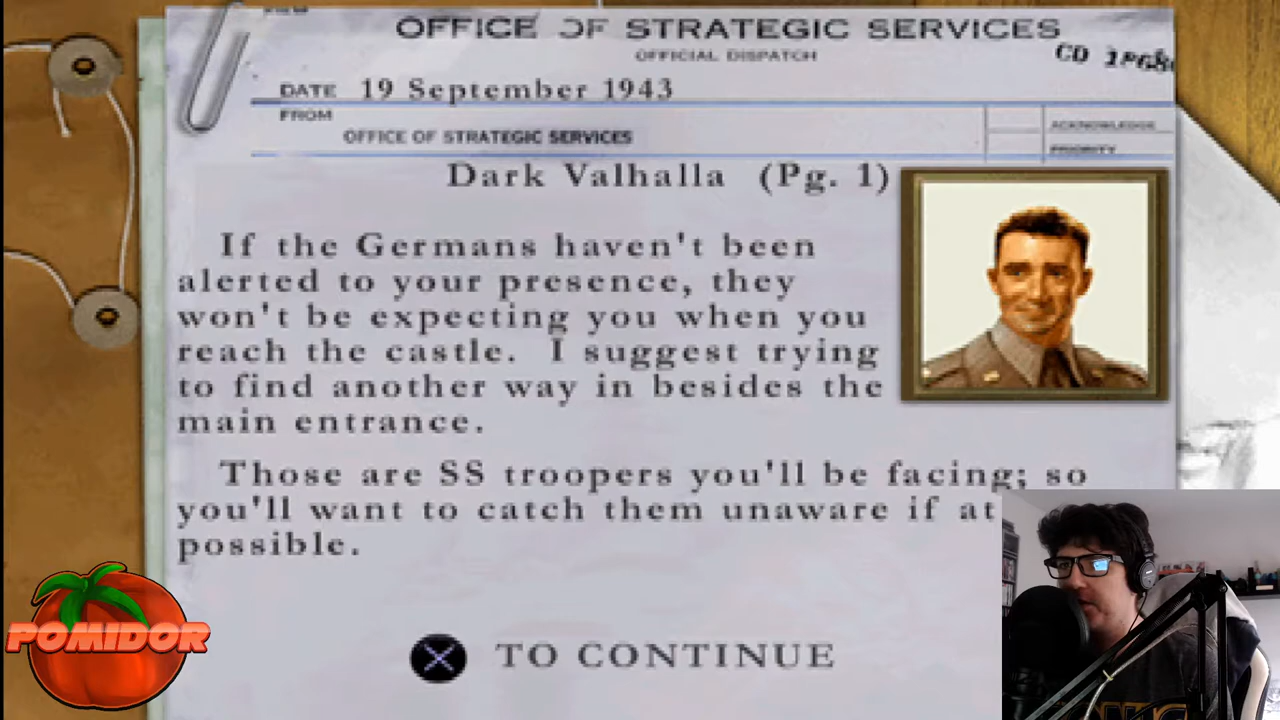 OFFICE OF STRATEGIC SERVICES
OFFICIAL DISPATCH
DATE 19 September 1943
FROM
OFFICE OF STRATEGIC SERVICES
ACKNOWLEDGE
PRIORITY
Dark Valhalla (Pg. 1)
If the Germans haven't been
alerted to your presence, they
won't be expecting you when you
reach the castle. I suggest trying
to find another way in besides the
main entrance.
Those are SS troopers you'll be facing; so
you'll want to catch them unaware if at
possible.
POMIDOR
X TO CONTINUE